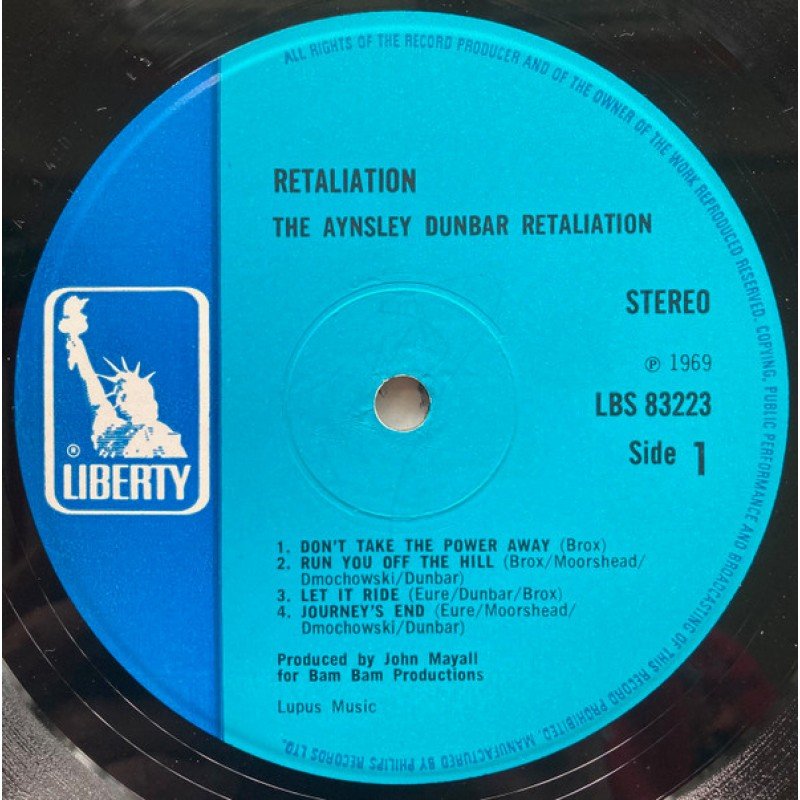 ALL RIGHTS OF THE RECORD PRODUCER AND OF THE OWNER OF THE WORK REPRODUCED RESERVED. COPYING, PUBLIC PERFORMANCE AND BROADCASTING OF THIS RECORD PROHIBITED. MANUFACTURED BY PHILIPS RECORDS LTD.
RETALIATION
THE AYNSLEY DUNBAR RETALIATION
STEREO
℗ 1969
LBS 83223
Side 1
®
LIBERTY
1. DON'T TAKE THE POWER AWAY (Brox)
2. RUN YOU OFF THE HILL (Brox/Moorshead/
Dmochowski/Dunbar)
3. LET IT RIDE (Eure/Dunbar/Brox)
4. JOURNEY'S END (Eure/Moorshead/
Dmochowski/Dunbar)
Produced by John Mayall
for Bam Bam Productions
Lupus Music